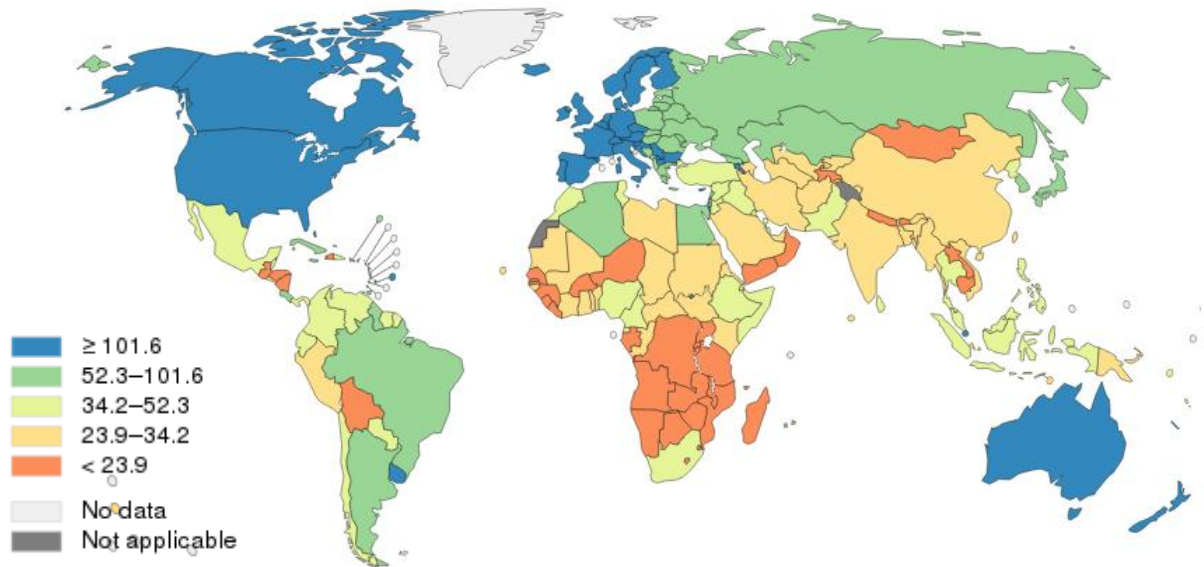 ≥ 101.6
52.3–101.6
34.2–52.3
23.9–34.2
< 23.9
No data
Not applicable